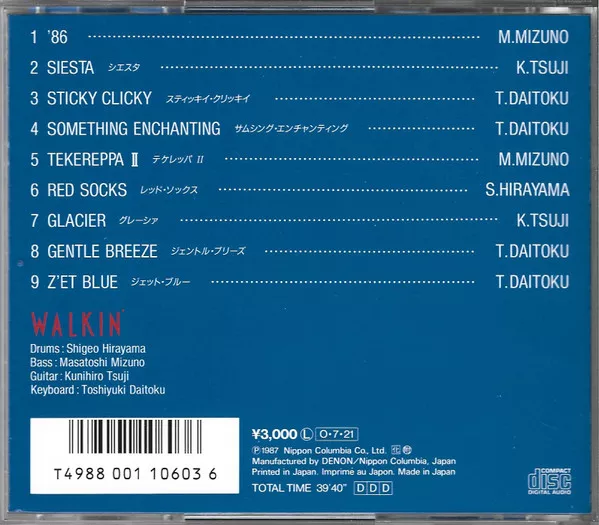 1 '86 M.MIZUNO
2 SIESTA シエスタ K.TSUJI
3 STICKY CLICKY スティッキイ・クリッキイ T.DAITOKU
4 SOMETHING ENCHANTING サムシング・エンチャンティング T.DAITOKU
5 TEKEREPPA II テケレッパ II M.MIZUNO
6 RED SOCKS レッド・ソックス S.HIRAYAMA
7 GLACIER グレーシァ K.TSUJI
8 GENTLE BREEZE ジェントル・ブリーズ T.DAITOKU
9 Z'ET BLUE ジェット・ブルー T.DAITOKU
WALKIN'
Drums : Shigeo Hirayama
Bass : Masatoshi Mizuno
Guitar : Kunihiro Tsuji
Keyboard : Toshiyuki Daitoku
T4988 001 10603 6
¥3,000 Ⓛ O・7・21
Ⓟ1987 Nippon Columbia Co., Ltd.
Manufactured by DENON/Nippon Columbia, Japan
Printed in Japan. Imprimé au Japon. Made in Japan
TOTAL TIME 39'40" DDD
COMPACT
disc
DIGITAL AUDIO